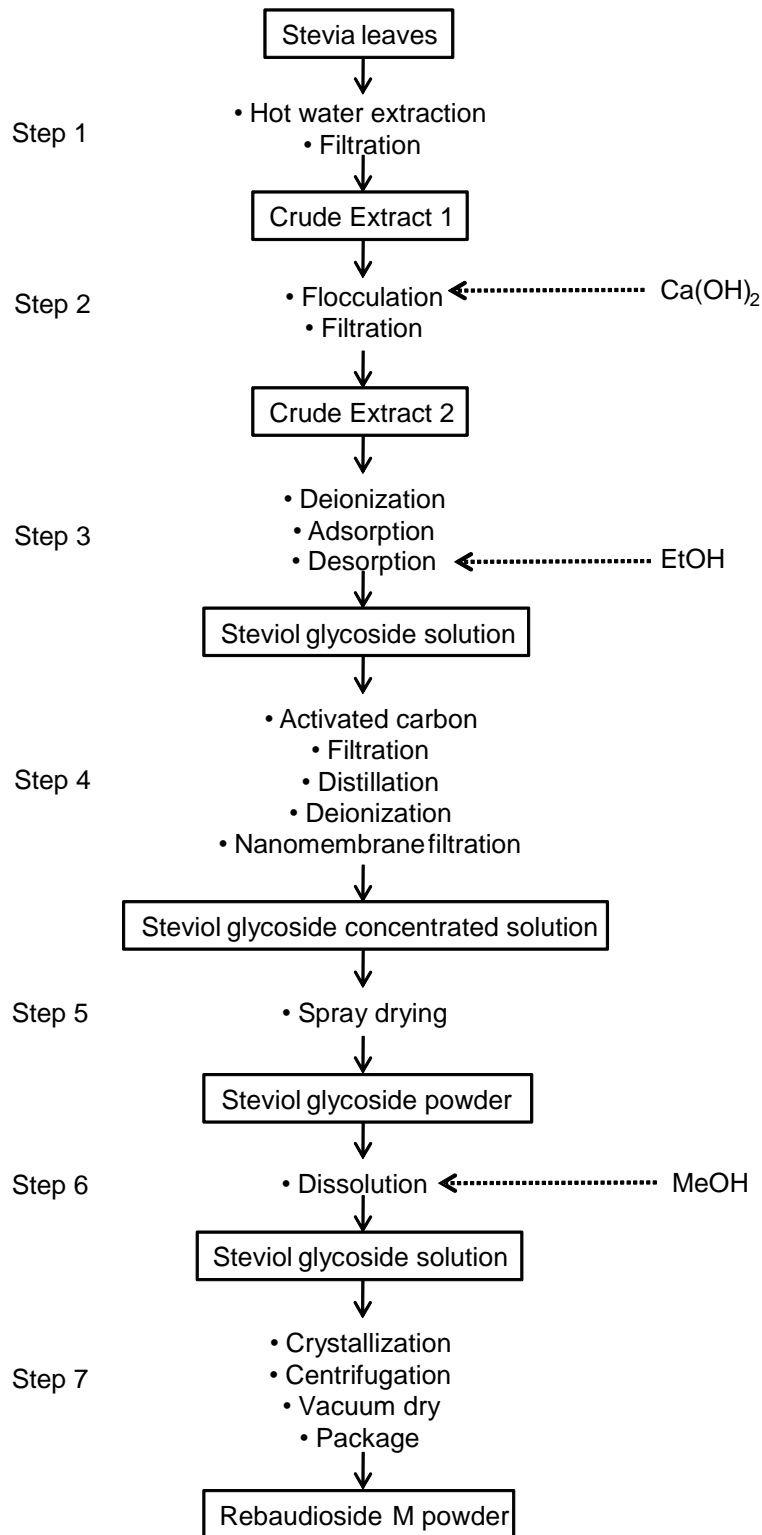 Stevia leaves
Step 1
• Hot water extraction
• Filtration
Crude Extract 1
Step 2
• Flocculation
Ca(OH)2
• Filtration
Crude Extract 2
Step 3
• Deionization
• Adsorption
• Desorption
EtOH
Steviol glycoside solution
Step 4
• Activated carbon
• Filtration
• Distillation
• Deionization
• Nanomembrane filtration
Steviol glycoside concentrated solution
Step 5
• Spray drying
Steviol glycoside powder
Step 6
• Dissolution
MeOH
Steviol glycoside solution
Step 7
• Crystallization
• Centrifugation
• Vacuum dry
• Package
Rebaudioside M powder